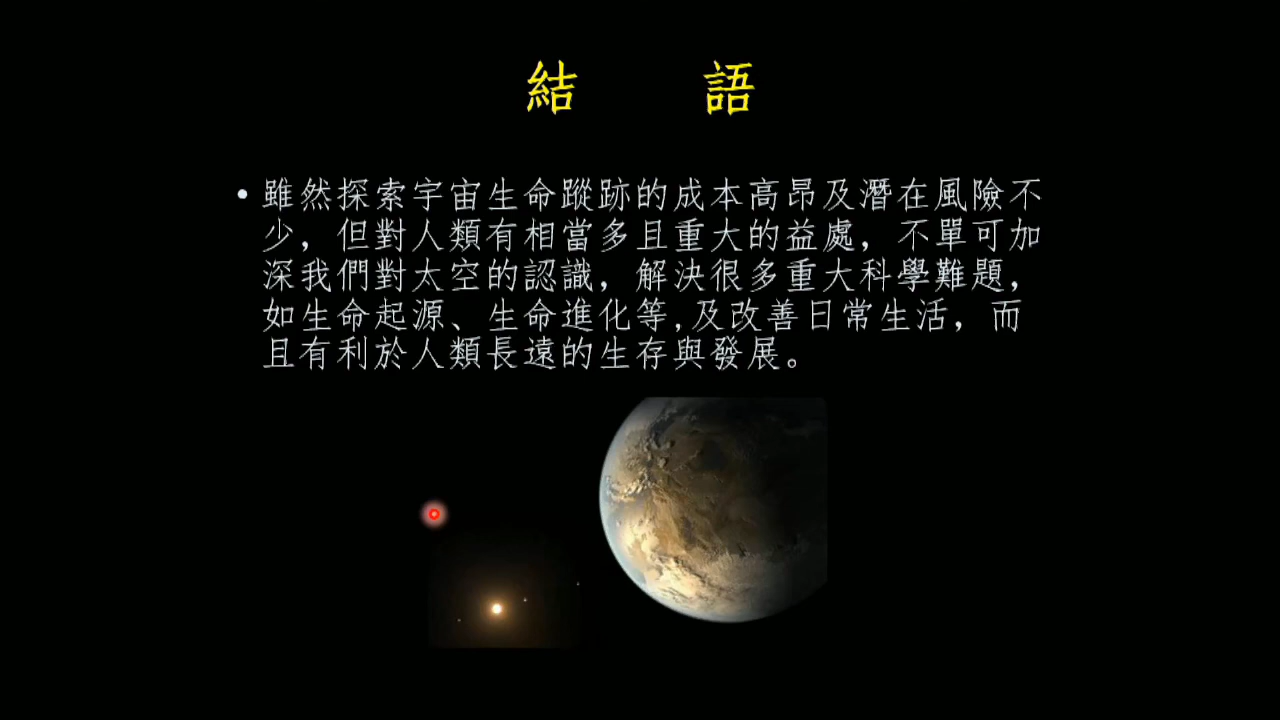 結 語
• 雖然探索宇宙生命蹤跡的成本高昂及潛在風險不
少，但對人類有相當多且重大的益處，不單可加
深我們對太空的認識，解決很多重大科學難題，
如生命起源、生命進化等,及改善日常生活，而
且有利於人類長遠的生存與發展。